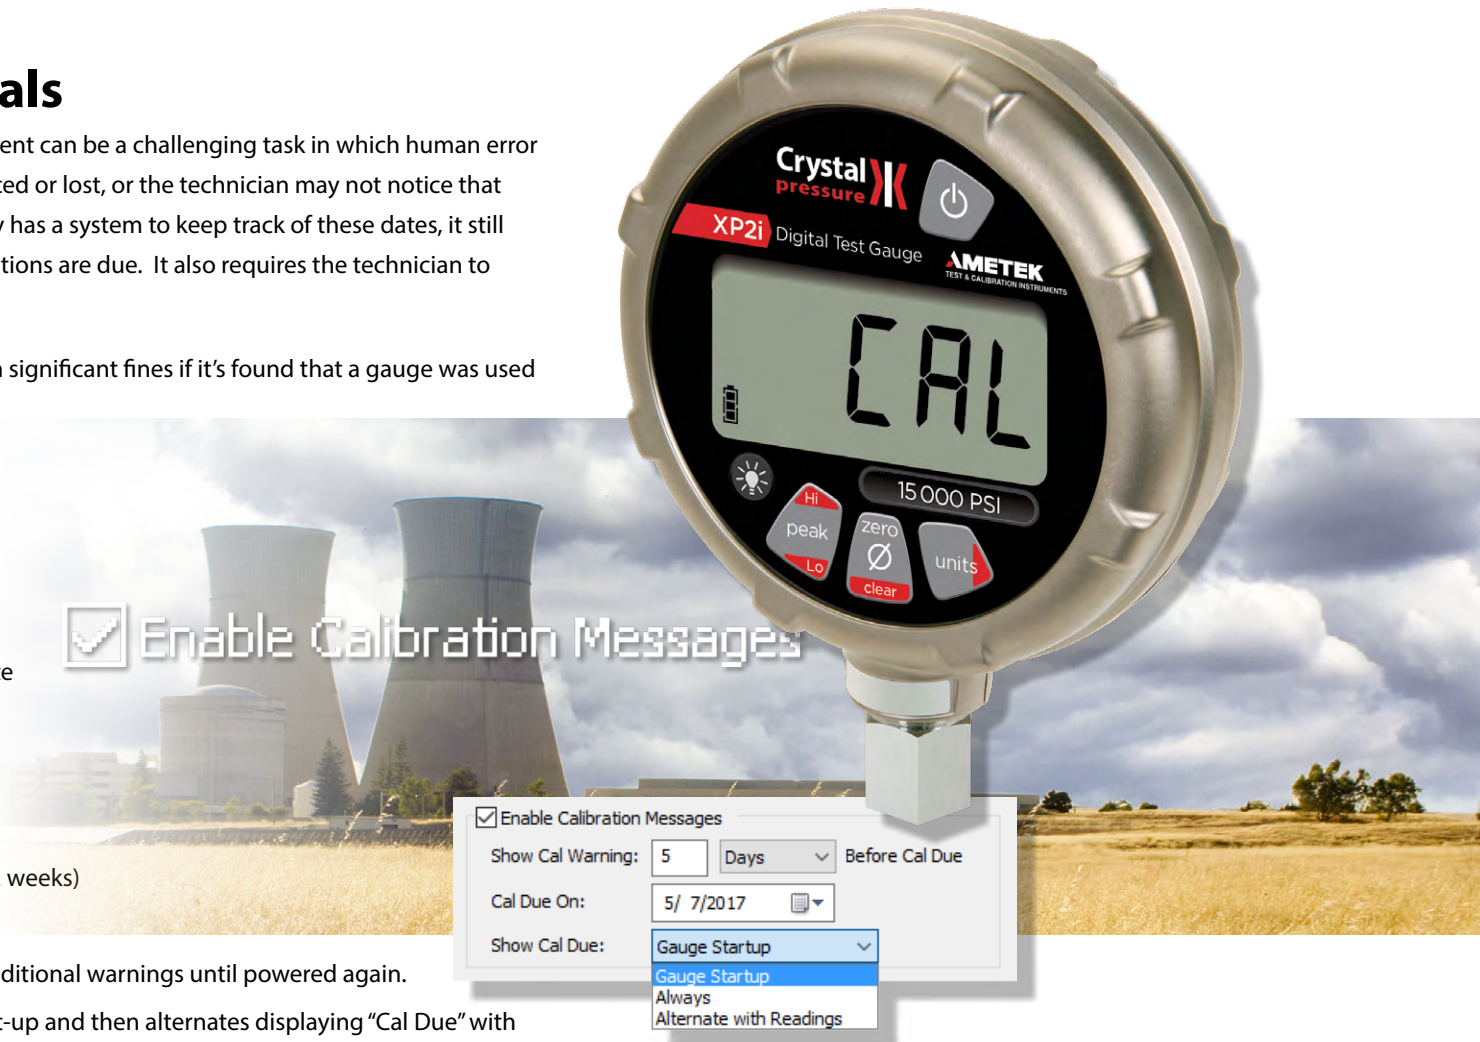 als
ent can be a challenging task in which human error
ted or lost, or the technician may not notice that
y has a system to keep track of these dates, it still
tions are due.  It also requires the technician to
n significant fines if it's found that a gauge was used
Crystal
pressure
XP2i Digital Test Gauge
AMETEK
TEST & CALIBRATION INSTRUMENTS
CAL
15 000 PSI
Hi
peak
Lo
zero
Ø
clear
units
Enable Calibration Messages
te
weeks)
Enable Calibration Messages
Show Cal Warning: 5 Days Before Cal Due
Cal Due On: 5/ 7/2017
Show Cal Due: Gauge Startup
Gauge Startup
Always
Alternate with Readings
ditional warnings until powered again.
t-up and then alternates displaying “Cal Due” with